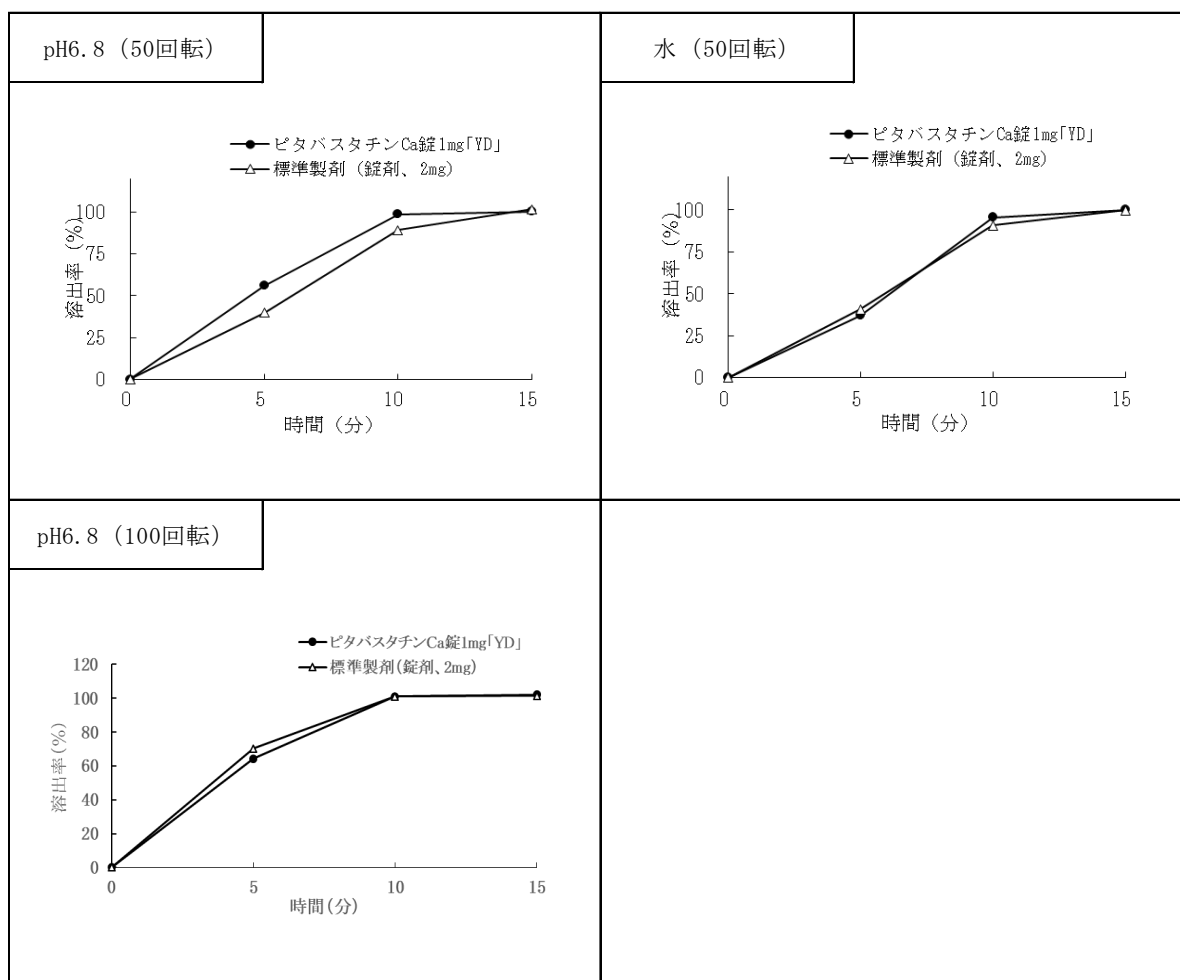 pH6.8（50回転）
ピタバスタチンCa錠1mg「YD」
標準製剤（錠剤、2mg）
溶出率（%）
100
75
50
25
0
0 5 10 15
時間（分）
水（50回転）
ピタバスタチンCa錠1mg「YD」
標準製剤（錠剤、2mg）
溶出率（%）
100
75
50
25
0
0 5 10 15
時間（分）
pH6.8（100回転）
ピタバスタチンCa錠1mg「YD」
標準製剤(錠剤、2mg)
溶出率(%)
120
100
80
60
40
20
0
0 5 10 15
時間(分)